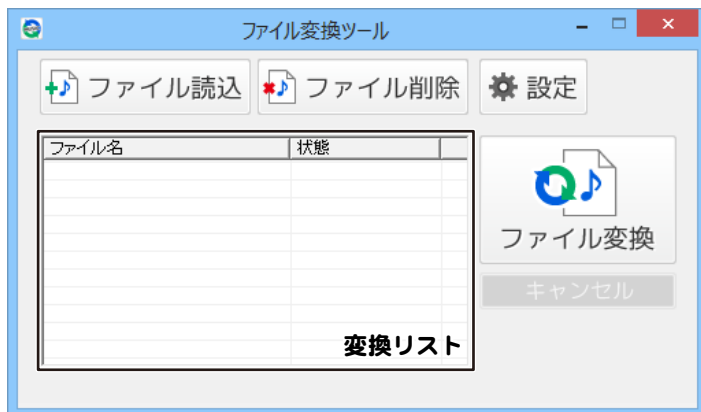 ファイル変換ツール
ファイル読込 ファイル削除 設定
ファイル名 状態
ファイル変換
キャンセル
変換リスト